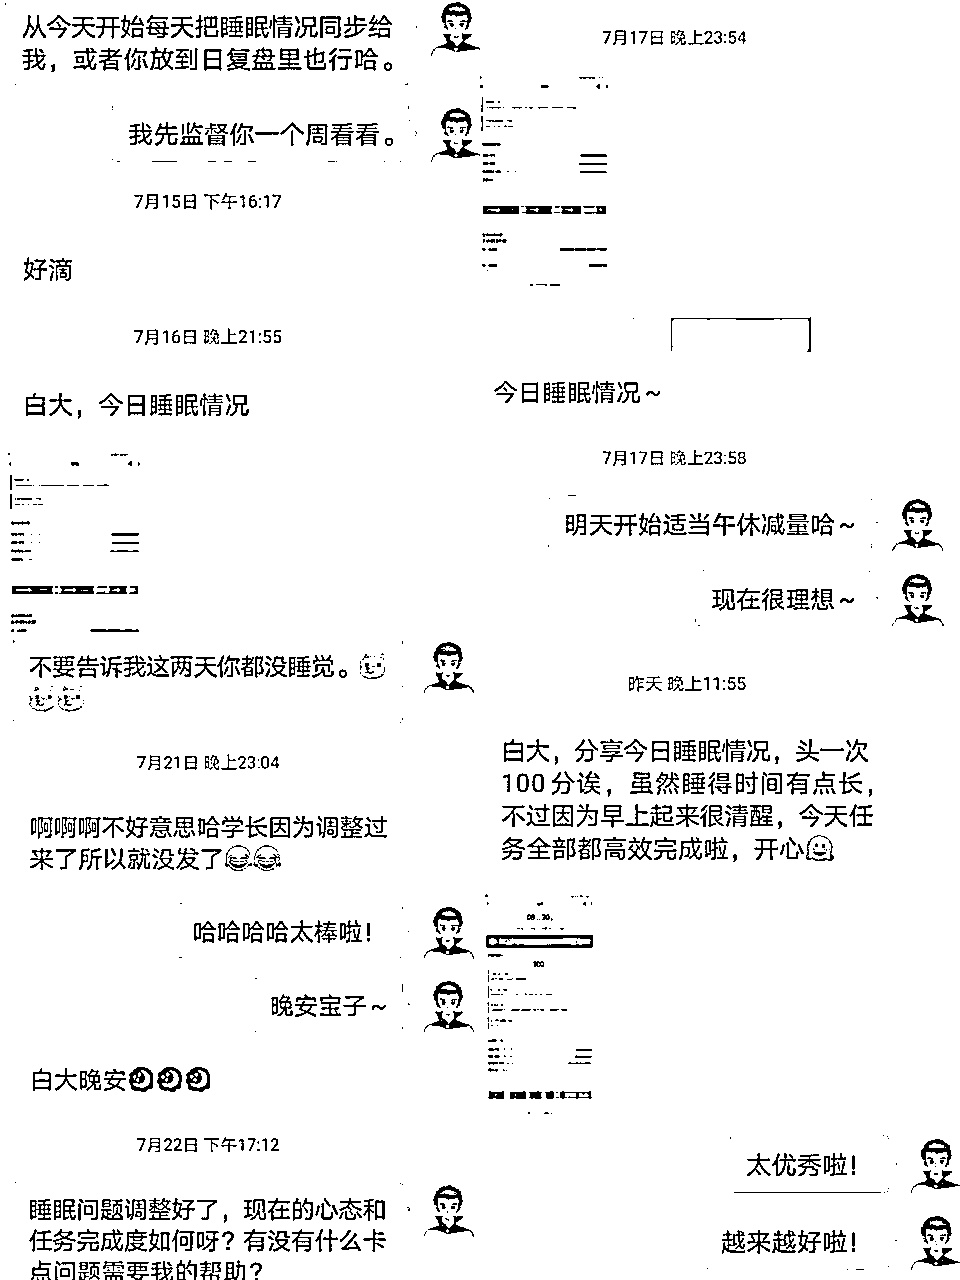 从今天开始每天把睡眠情况同步给
我，或者你放到日复盘里也行哈。
我先监督你一个周看看。
7月15日 下午16:17
好滴
7月16日 晚上21:55
白大，今日睡眠情况
不要告诉我这两天你都没睡觉。
7月21日 晚上23:04
啊啊啊不好意思哈学长因为调整过
来了所以就没发了😂😂
哈哈哈哈太棒啦！
晚安宝子～
白大晚安
7月22日 下午17:12
睡眠问题调整好了，现在的心态和
任务完成度如何呀？有没有什么卡
点问题需要我的帮助？
7月17日 晚上23:54
今日睡眠情况～
7月17日 晚上23:58
明天开始适当午休减量哈～
现在很理想～
昨天 晚上11:55
白大，分享今日睡眠情况，头一次
100分诶，虽然睡得时间有点长，
不过因为早上起来很清醒，今天任
务全部都高效完成啦，开心
100
太优秀啦！
越来越好啦！